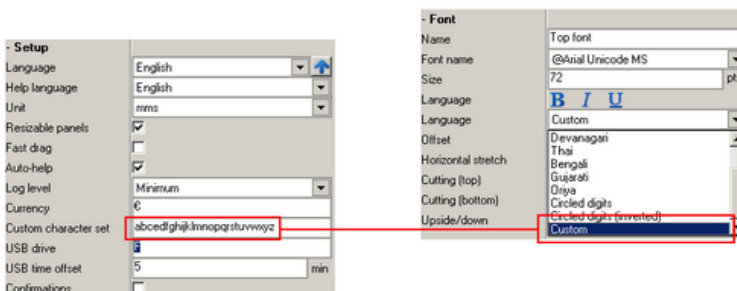 - Setup
Language English
Help language English
Unit mms
Resizable panels
Fast drag
Auto-help
Log level Minimum
Currency €
Custom character set abcedfghijklmnopqrstuvwxyz
USB drive F
USB time offset 5 min
Confirmations
- Font
Name Top font
Font name @Arial Unicode MS
Size 72 pt
Language B I U
Language Custom
Offset Devanagari
Thai
Horizontal stretch Bengali
Gujarati
Cutting (top) Oriya
Cutting (bottom) Circled digits
Circled digits (inverted)
Upside/down Custom